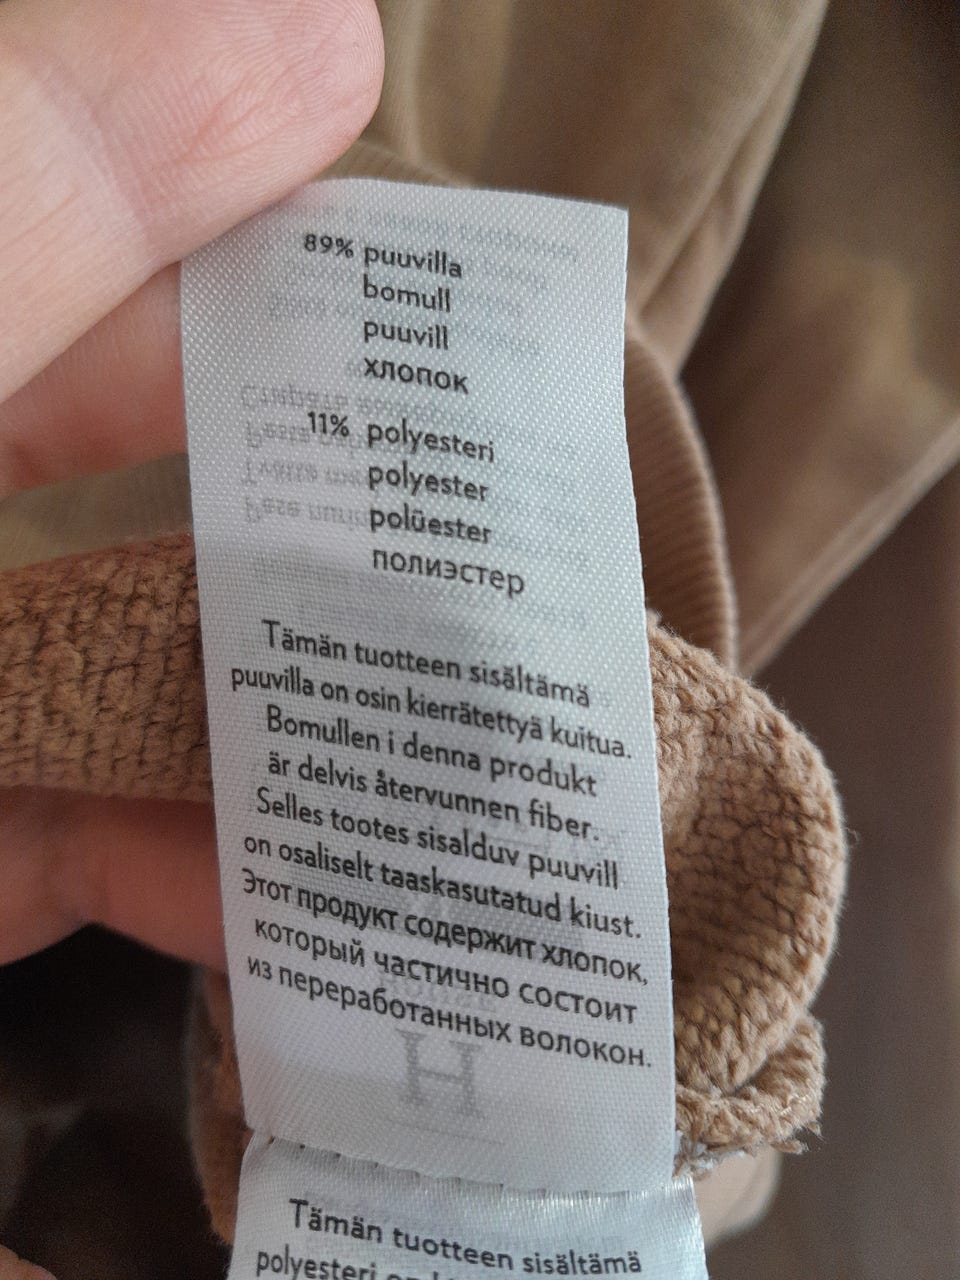 89% puuvilla
bomull
puuvill
хлопок
11% polyesteri
polyester
polüester
полиэстер
Tämän tuotteen sisältämä
puuvilla on osin kierrätettyä kuitua.
Bomullen i denna produkt
är delvis återvunnen fiber.
Selles tootes sisalduv puuvill
on osaliselt taaskasutatud kiust.
Этот продукт содержит хлопок,
который частично состоит
из переработанных волокон.
H
Tämän tuotteen sisältämä
polyesteri